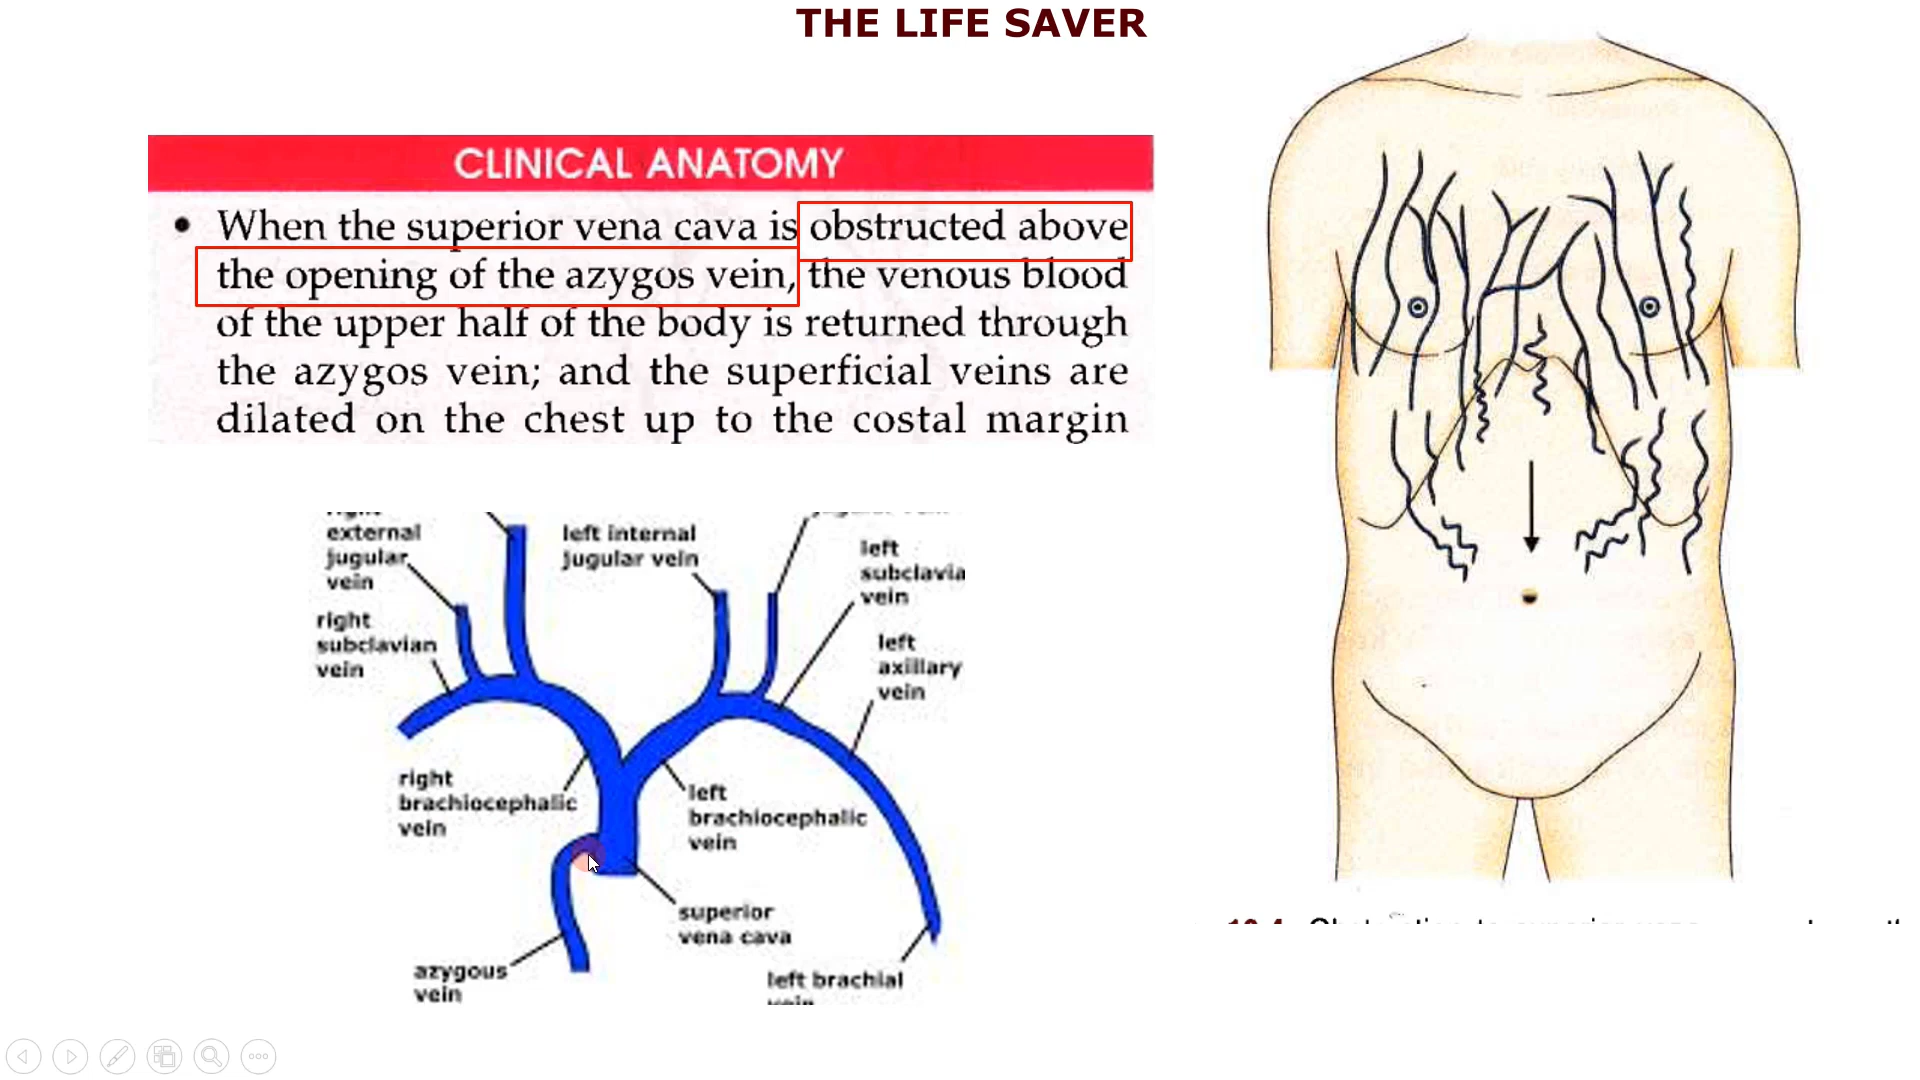 THE LIFE SAVER
CLINICAL ANATOMY
• When the superior vena cava is obstructed above
the opening of the azygos vein, the venous blood
of the upper half of the body is returned through
the azygos vein; and the superficial veins are
dilated on the chest up to the costal margin
external
jugular
vein
right
subclavian
vein
left internal
jugular vein
left
subclavia
vein
left
axillary
vein
right
brachiocephalic
vein
left
brachiocephalic
vein
superior
vena cava
azygous
vein
left brachial